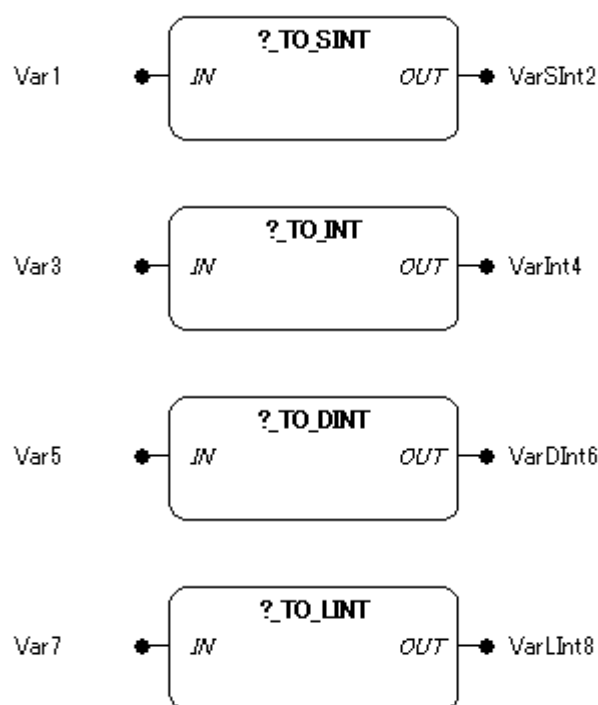 ?_TO_SINT
Var1 IN OUT VarSInt2
?_TO_INT
Var3 IN OUT VarInt4
?_TO_DINT
Var5 IN OUT VarDInt6
?_TO_LINT
Var7 IN OUT VarLInt8